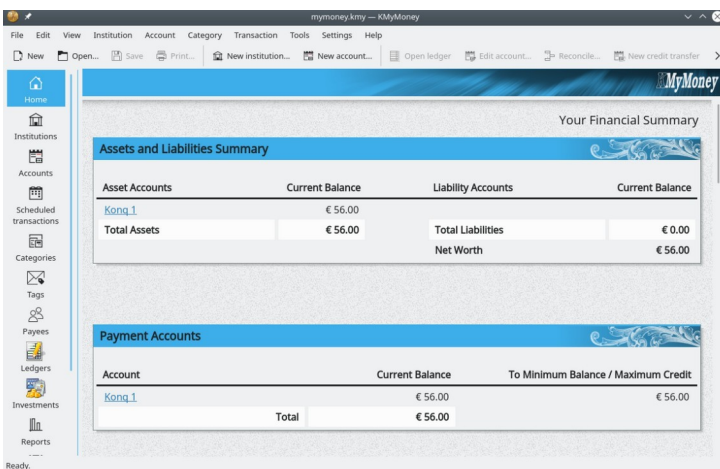 mymoney.kmy — KMyMoney
File Edit View Institution Account Category Transaction Tools Settings Help
New Open... Save Print... New institution... New account... Open ledger Edit account... Reconcile... New credit transfer
KMyMoney
Home
Institutions
Accounts
Scheduled
transactions
Categories
Tags
Payees
Ledgers
Investments
Reports
Your Financial Summary
Assets and Liabilities Summary
Asset Accounts Current Balance Liability Accounts Current Balance
Konq 1 € 56.00
Total Assets € 56.00 Total Liabilities € 0.00
Net Worth € 56.00
Payment Accounts
Account Current Balance To Minimum Balance / Maximum Credit
Konq 1 € 56.00 € 56.00
Total € 56.00
Ready.